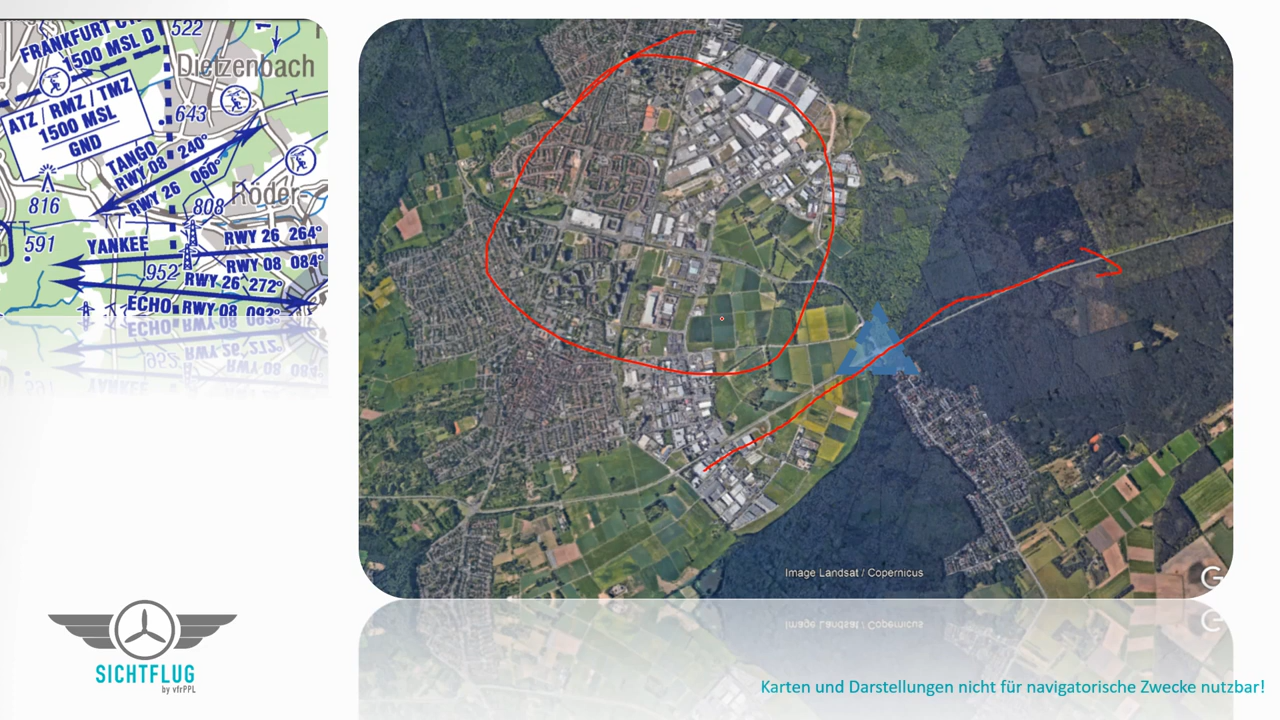 FRANKFURT
1500 MSL D
522
Dietzenbach
ATZ / RMZ / TMZ
1500 MSL
GND
643
TANGO
RWY 08 240°
RWY 26 060°
816
808
Röder-
591
YANKEE
RWY 26 264°
RWY 08 084°
952
RWY 26 272°
ECHO RWY 08 092°
Image Landsat / Copernicus
SICHTFLUG
by vfrPPL
Karten und Darstellungen nicht für navigatorische Zwecke nutzbar!